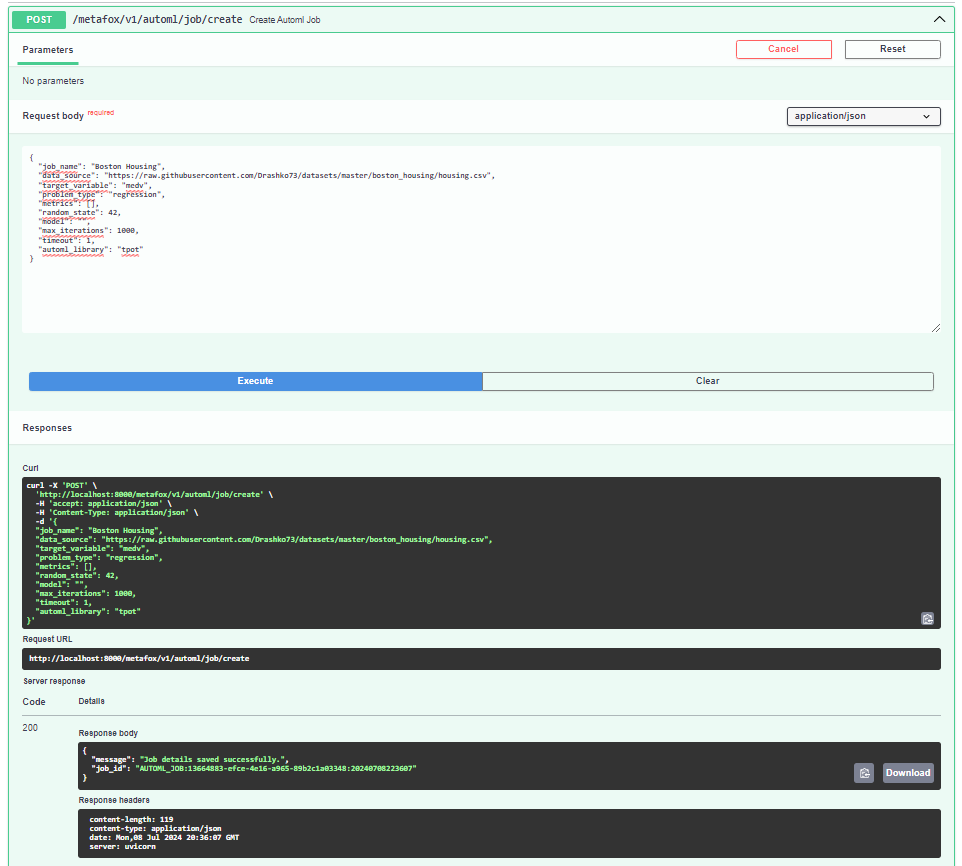 POST /metafox/v1/automl/job/create Create Automl Job
Parameters
Cancel
Reset
No parameters
Request body required
application/json
{
"job_name": "Boston Housing",
"data_source": "https://raw.githubusercontent.com/Drashko73/datasets/master/boston_housing/housing.csv",
"target_variable": "medv",
"problem_type": "regression",
"metrics": [],
"random_state": 42,
"model": "",
"max_iterations": 1000,
"timeout": 1,
"automl_library": "tpot"
}
Execute
Clear
Responses
Curl
curl -X 'POST' \
'http://localhost:8000/metafox/v1/automl/job/create' \
-H 'accept: application/json' \
-H 'Content-Type: application/json' \
-d '{
"job_name": "Boston Housing",
"data_source": "https://raw.githubusercontent.com/Drashko73/datasets/master/boston_housing/housing.csv",
"target_variable": "medv",
"problem_type": "regression",
"metrics": [],
"random_state": 42,
"model": "",
"max_iterations": 1000,
"timeout": 1,
"automl_library": "tpot"
}'
Request URL
http://localhost:8000/metafox/v1/automl/job/create
Server response
Code Details
200
Response body
{
"message": "Job details saved successfully.",
"job_id": "AUTOML_JOB:13664883-efce-4e16-a965-89b2c1a03348:20240708223607"
}
Download
Response headers
content-length: 119
content-type: application/json
date: Mon,08 Jul 2024 20:36:07 GMT
server: uvicorn